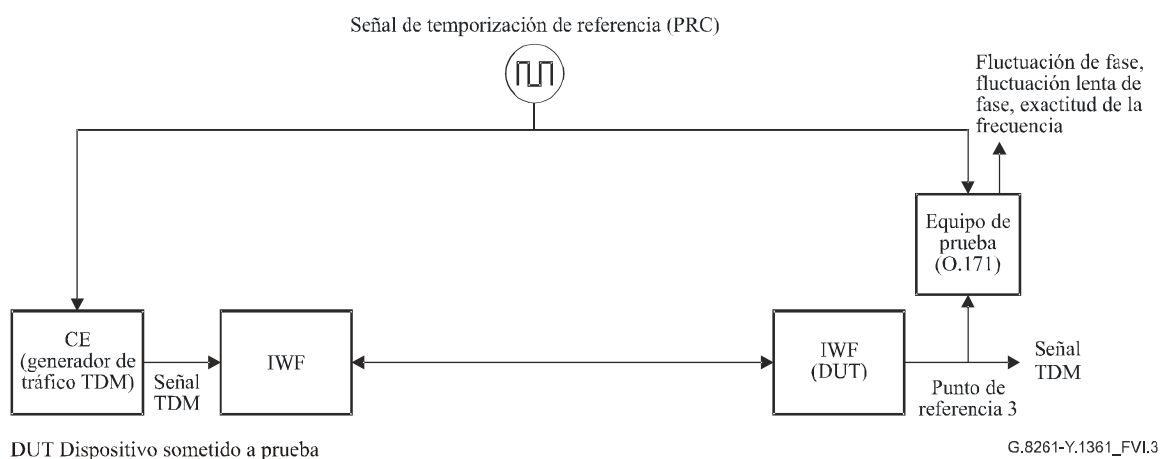 Señal de temporización de referencia (PRC)
Fluctuación de fase,
fluctuación lenta de
fase, exactitud de la
frecuencia
Equipo de
prueba
(O.171)
CE
(generador de
tráfico TDM)
Señal
TDM
IWF
IWF
(DUT)
Punto de
referencia 3
Señal
TDM
DUT Dispositivo sometido a prueba
G.8261-Y.1361_FVI.3